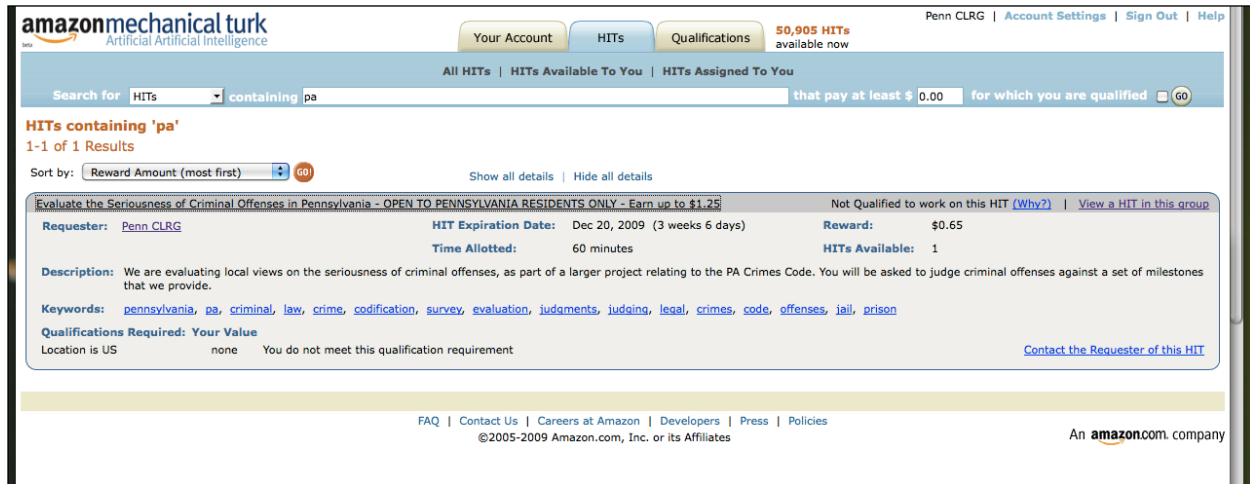 Penn CLRG | Account Settings | Sign Out | Help
amazonmechanical turk
beta
Artificial Artificial Intelligence
Your Account
HITs
Qualifications
50,905 HITs
available now
All HITs | HITs Available To You | HITs Assigned To You
Search for HITs containing pa that pay at least $ 0.00 for which you are qualified GO
HITs containing 'pa'
1-1 of 1 Results
Sort by: Reward Amount (most first) GO!
Show all details | Hide all details
Evaluate the Seriousness of Criminal Offenses in Pennsylvania - OPEN TO PENNSYLVANIA RESIDENTS ONLY - Earn up to $1.25 Not Qualified to work on this HIT (Why?) | View a HIT in this group
Requester: Penn CLRG HIT Expiration Date: Dec 20, 2009 (3 weeks 6 days) Reward: $0.65
Time Allotted: 60 minutes HITs Available: 1
Description: We are evaluating local views on the seriousness of criminal offenses, as part of a larger project relating to the PA Crimes Code. You will be asked to judge criminal offenses against a set of milestones
that we provide.
Keywords: pennsylvania, pa, criminal, law, crime, codification, survey, evaluation, judgments, judging, legal, crimes, code, offenses, jail, prison
Qualifications Required: Your Value
Location is US none You do not meet this qualification requirement Contact the Requester of this HIT
FAQ | Contact Us | Careers at Amazon | Developers | Press | Policies
©2005-2009 Amazon.com, Inc. or its Affiliates
An amazon.com. company